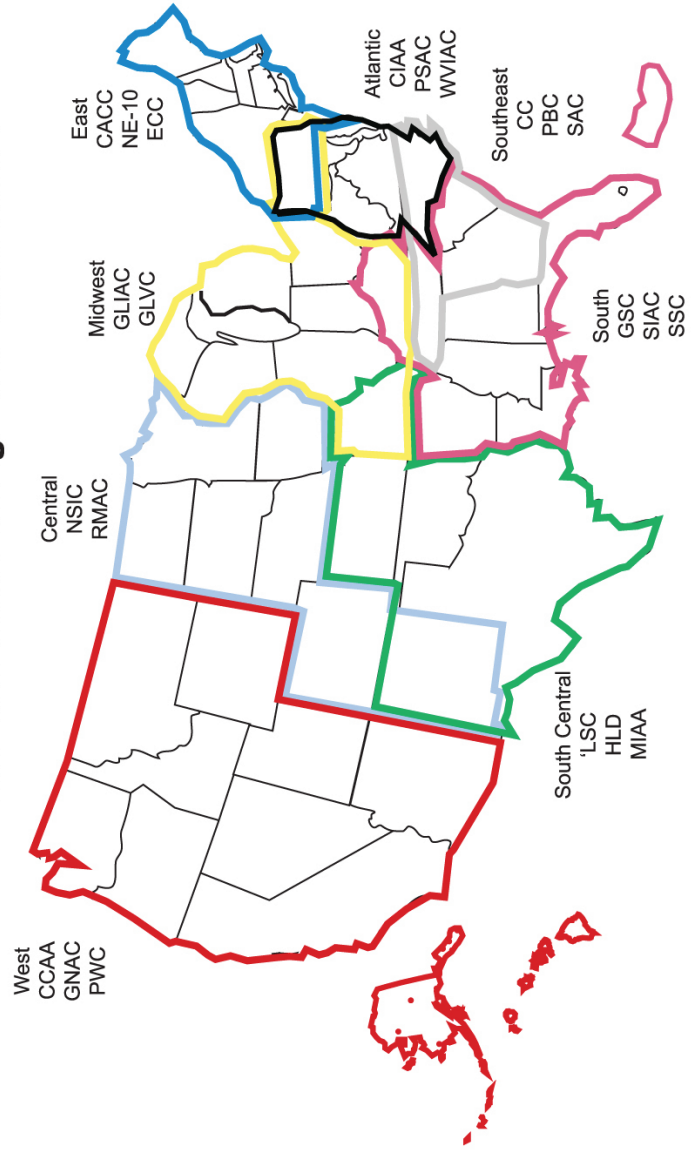 West
CCAA
GNAC
PWC
Central
NSIC
RMAC
Midwest
GLIAC
GLVC
East
CACC
NE-10
ECC
Atlantic
CIAA
PSAC
WVIAC
Southeast
CC
PBC
SAC
South
GSC
SIAC
SSC
South Central
'LSC
HLD
MIAA